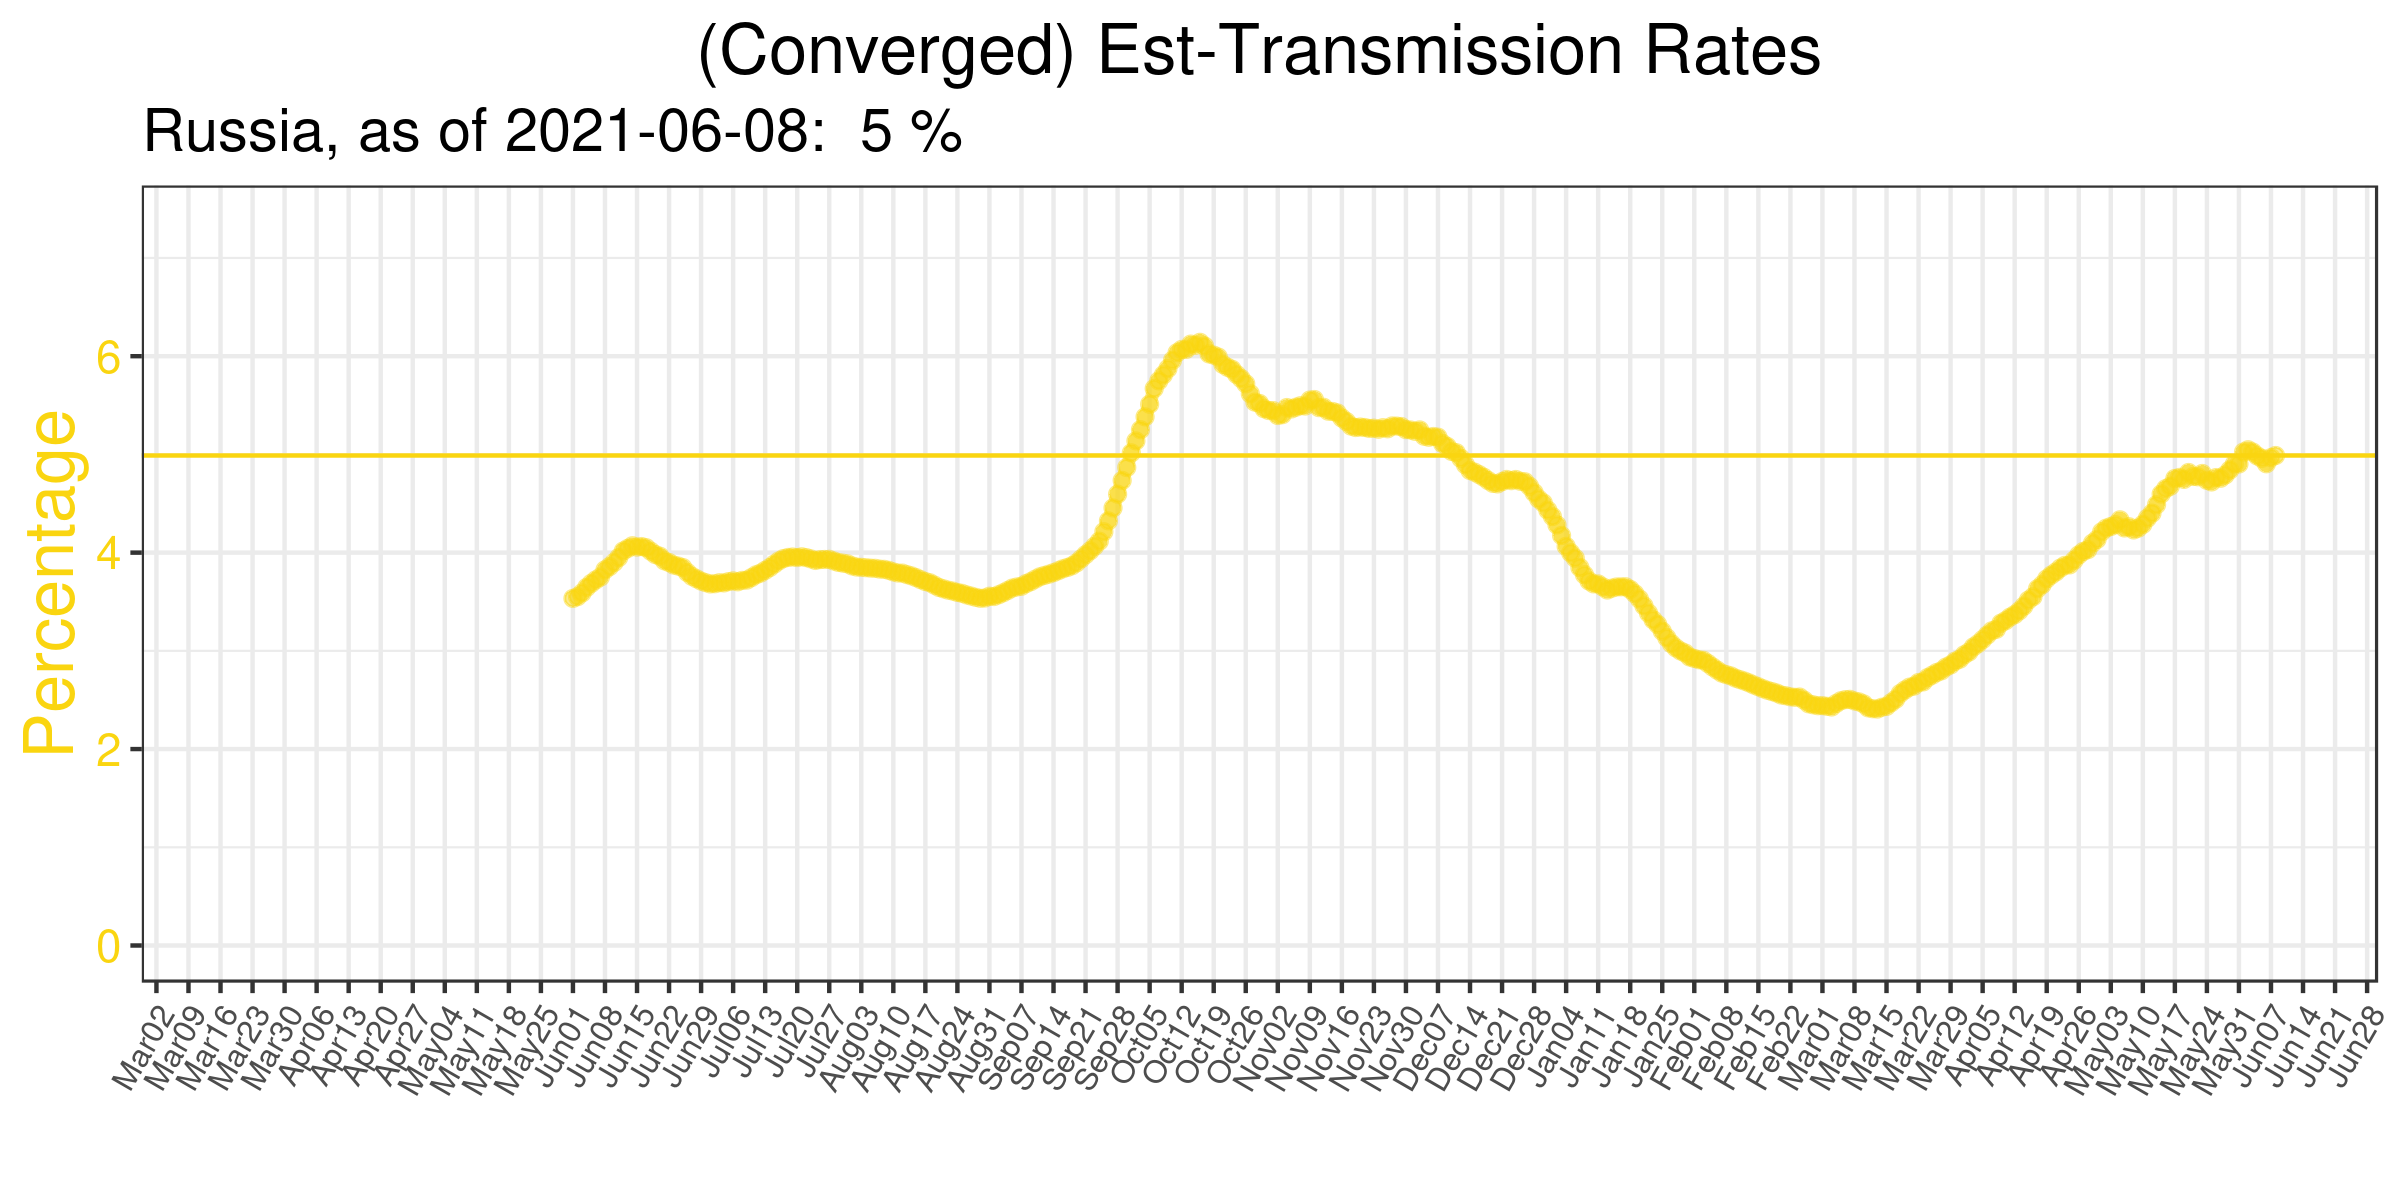 (Converged) Est-Transmission Rates
Russia, as of 2021-06-08: 5 %
Percentage
6
4
2
0
Mar02
Mar09
Mar16
Mar23
Mar30
Apr06
Apr13
Apr20
Apr27
May04
May11
May18
May25
Jun01
Jun08
Jun15
Jun22
Jun29
Jul06
Jul13
Jul20
Jul27
Aug03
Aug10
Aug17
Aug24
Aug31
Sep07
Sep14
Sep21
Sep28
Oct05
Oct12
Oct19
Oct26
Nov02
Nov09
Nov16
Nov23
Nov30
Dec07
Dec14
Dec21
Dec28
Jan04
Jan11
Jan18
Jan25
Feb01
Feb08
Feb15
Feb22
Mar01
Mar08
Mar15
Mar22
Mar29
Apr05
Apr12
Apr19
Apr26
May03
May10
May17
May24
May31
Jun07
Jun14
Jun21
Jun28